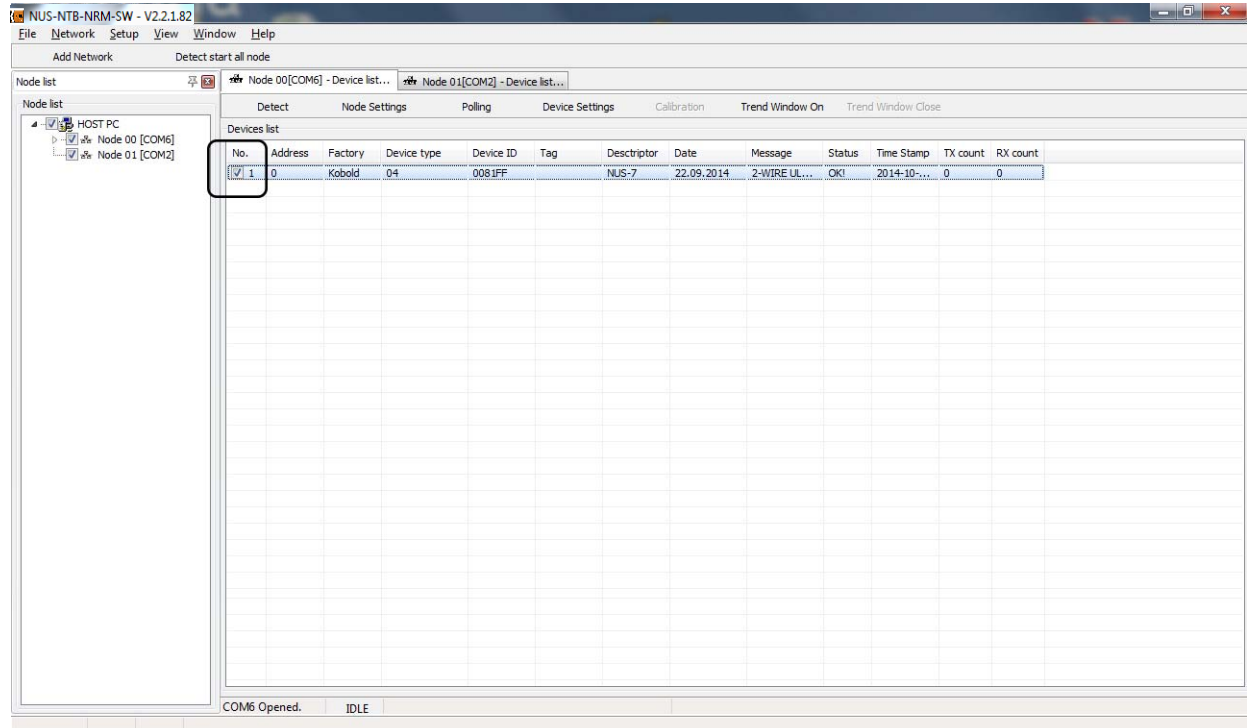 NUS-NTB-NRM-SW - V2.2.1.82
File Network Setup View Window Help
Add Network Detect start all node
Node list
Node 00[COM6] - Device list... Node 01[COM2] - Device list...
Node list
HOST PC
Node 00 [COM6]
Node 01 [COM2]
Detect Node Settings Polling Device Settings Calibration Trend Window On Trend Window Close
Devices list
No. Address Factory Device type Device ID Tag Desctriptor Date Message Status Time Stamp TX count RX count
1 0 Kobold 04 0081FF NUS-7 22.09.2014 2-WIRE UL... OK! 2014-10-... 0 0
COM6 Opened. IDLE